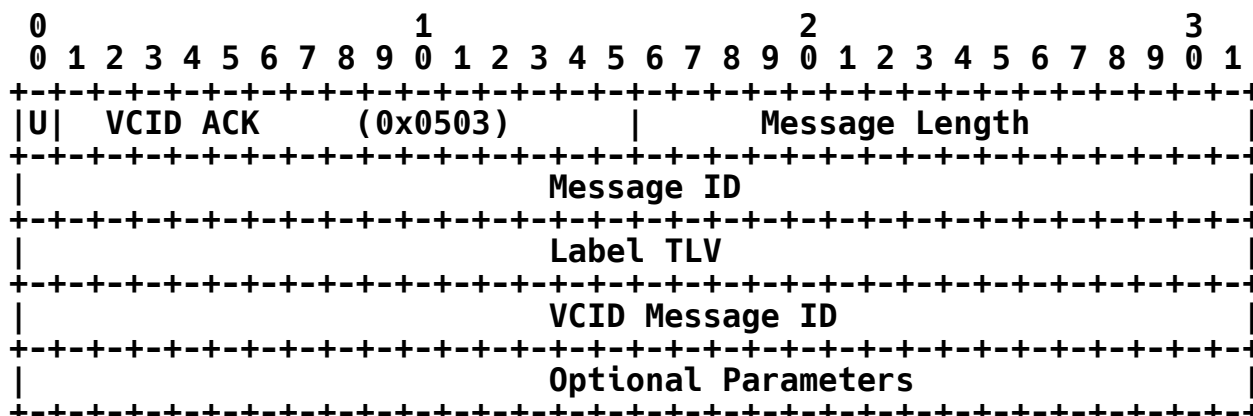 0                   1                   2                   3
0 1 2 3 4 5 6 7 8 9 0 1 2 3 4 5 6 7 8 9 0 1 2 3 4 5 6 7 8 9 0 1
+-+-+-+-+-+-+-+-+-+-+-+-+-+-+-+-+-+-+-+-+-+-+-+-+-+-+-+-+-+-+-+-+
|U|  VCID ACK     (0x0503)      |      Message Length           |
+-+-+-+-+-+-+-+-+-+-+-+-+-+-+-+-+-+-+-+-+-+-+-+-+-+-+-+-+-+-+-+-+
|                           Message ID                          |
+-+-+-+-+-+-+-+-+-+-+-+-+-+-+-+-+-+-+-+-+-+-+-+-+-+-+-+-+-+-+-+-+
|                           Label TLV                           |
+-+-+-+-+-+-+-+-+-+-+-+-+-+-+-+-+-+-+-+-+-+-+-+-+-+-+-+-+-+-+-+-+
|                           VCID Message ID                     |
+-+-+-+-+-+-+-+-+-+-+-+-+-+-+-+-+-+-+-+-+-+-+-+-+-+-+-+-+-+-+-+-+
|                           Optional Parameters                 |
+-+-+-+-+-+-+-+-+-+-+-+-+-+-+-+-+-+-+-+-+-+-+-+-+-+-+-+-+-+-+-+-+